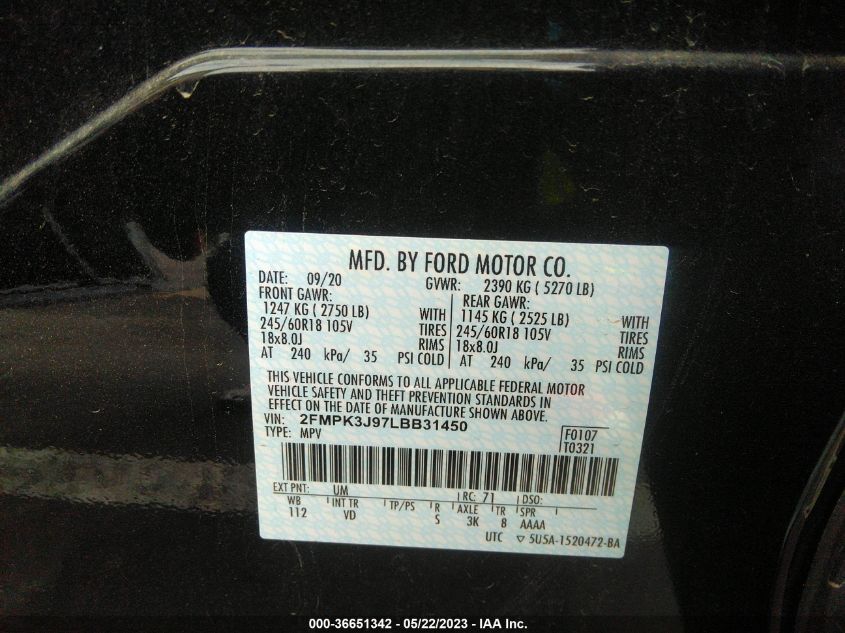 MFD. BY FORD MOTOR CO.
DATE: 09/20 GVWR: 2390 KG ( 5270 LB)
FRONT GAWR: REAR GAWR:
1247 KG ( 2750 LB) WITH 1145 KG ( 2525 LB) WITH
245/60R18 105V TIRES 245/60R18 105V TIRES
18x8.0J RIMS 18x8.0J RIMS
AT 240 kPa/ 35 PSI COLD AT 240 kPa/ 35 PSI COLD
THIS VEHICLE CONFORMS TO ALL APPLICABLE FEDERAL MOTOR
VEHICLE SAFETY AND THEFT PREVENTION STANDARDS IN
EFFECT ON THE DATE OF MANUFACTURE SHOWN ABOVE.
VIN: 2FMPK3J97LBB31450
TYPE: MPV
F0107
T0321
EXT PNT: UM RC: 71 DSO:
WB INT TR TP/PS R AXLE TR SPR
112 VD S 3K 8 AAAA
UTC ▽ 5USA-1520472-BA
000-36651342 - 05/22/2023 - IAA Inc.